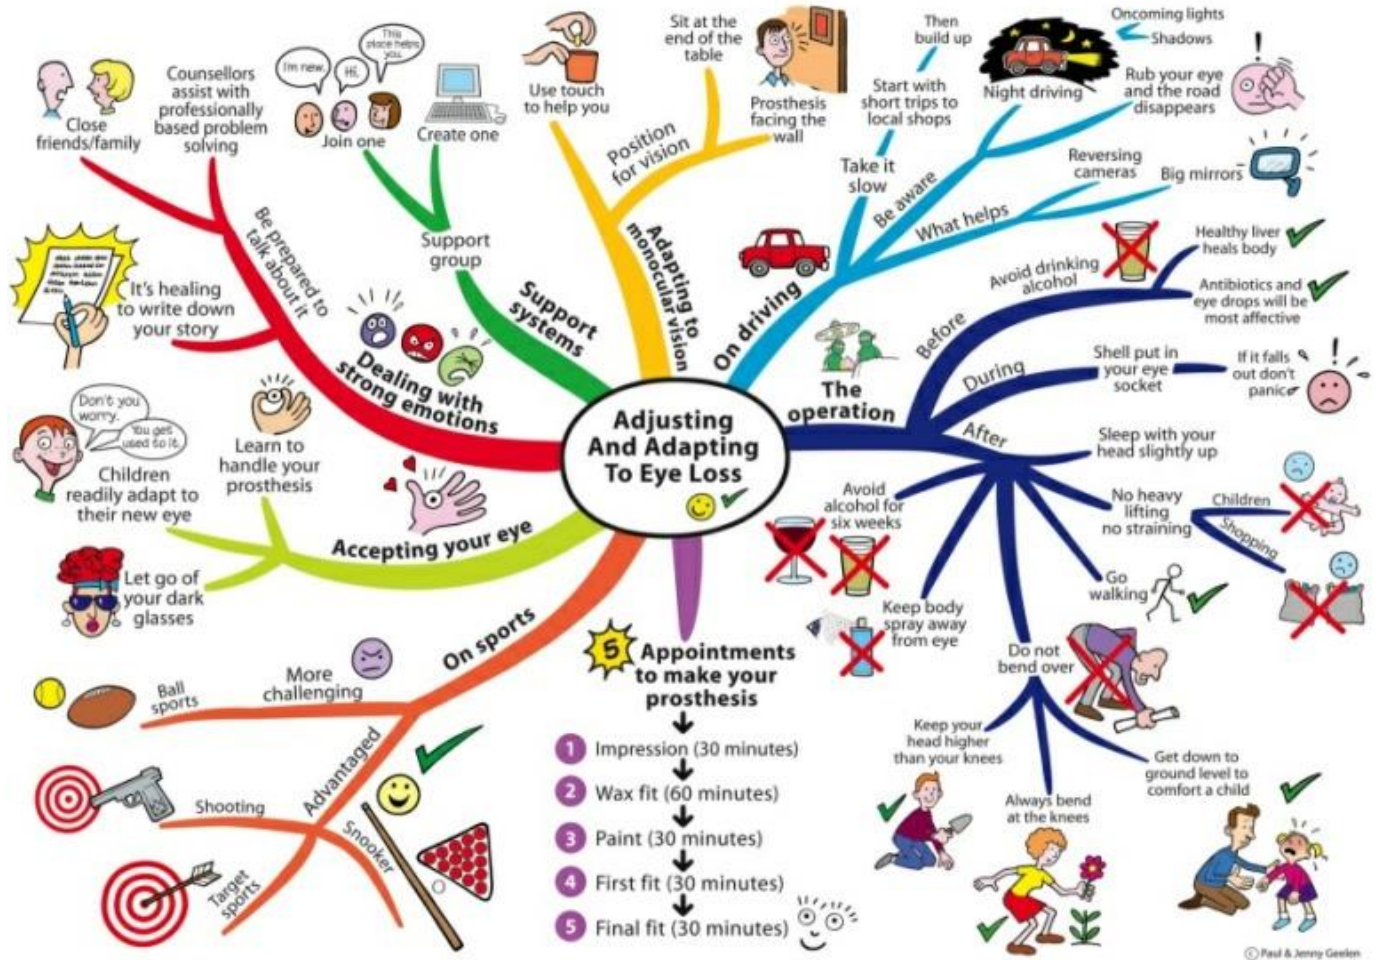 Adjusting
And Adapting
To Eye Loss
Dealing with
strong emotions
Be prepared to
talk about it
Close
friends/family
Counsellors
assist with
professionally
based problem
solving
It's healing
to write down
your story
Support
systems
Support
group
I'm new.
Hi.
This
place helps
you.
Join one
Create one
Adapting to
monocular vision
Use touch
to help you
Position
for vision
Sit at the
end of the
table
Prosthesis
facing the
wall
On driving
Take it
slow
Start with
short trips to
local shops
Then
build up
Be aware
Night driving
Oncoming lights
Shadows
Rub your eye
and the road
disappears
What helps
Reversing
cameras
Big mirrors
The
operation
Before
Avoid drinking
alcohol
Healthy liver
heals body
Antibiotics and
eye drops will be
most affective
During
Shell put in
your eye
socket
If it falls
out don't
panic
After
Sleep with your
head slightly up
No heavy
lifting
no straining
Children
Shopping
Go
walking
Do not
bend over
Keep your
head higher
than your knees
Always bend
at the knees
Get down to
ground level to
comfort a child
Keep body
spray away
from eye
Avoid
alcohol for
six weeks
5 Appointments
to make your
prosthesis
1 Impression (30 minutes)
2 Wax fit (60 minutes)
3 Paint (30 minutes)
4 First fit (30 minutes)
5 Final fit (30 minutes)
On sports
More
challenging
Ball
sports
Advantaged
Shooting
Snooker
Target
sports
Accepting your eye
Learn to
handle your
prosthesis
Don't you
worry.
You get
used to it.
Children
readily adapt to
their new eye
Let go of
your dark
glasses
© Paul & Jenny Geelen